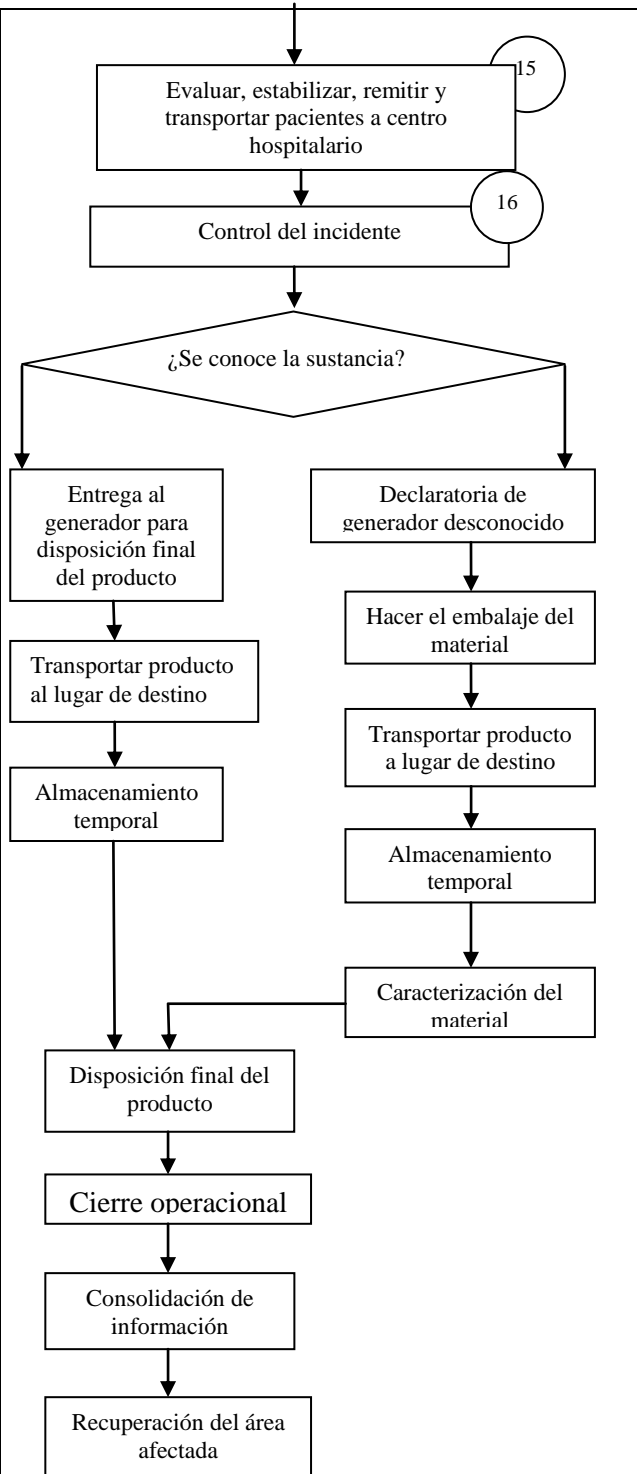 15
Evaluar, estabilizar, remitir y
transportar pacientes a centro
hospitalario
16
Control del incidente
¿Se conoce la sustancia?
Entrega al
generador para
disposición final
del producto
Transportar producto
al lugar de destino
Almacenamiento
temporal
Declaratoria de
generador desconocido
Hacer el embalaje del
material
Transportar producto
a lugar de destino
Almacenamiento
temporal
Caracterización del
material
Disposición final del
producto
Cierre operacional
Consolidación de
información
Recuperación del área
afectada